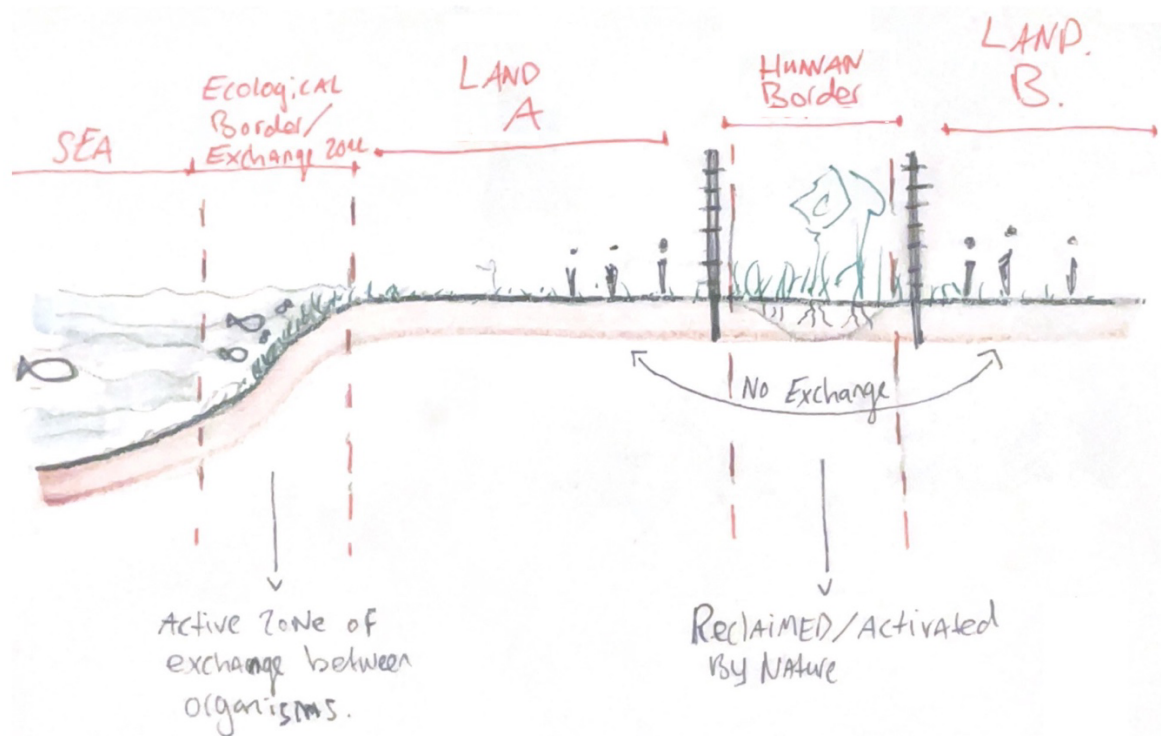 SEA
Ecological
Border/
Exchange zone
LAND
A
HUMAN
Border
LAND.
B.
No Exchange
Active zone of
exchange between
organisms.
Reclaimed/Activated
By Nature